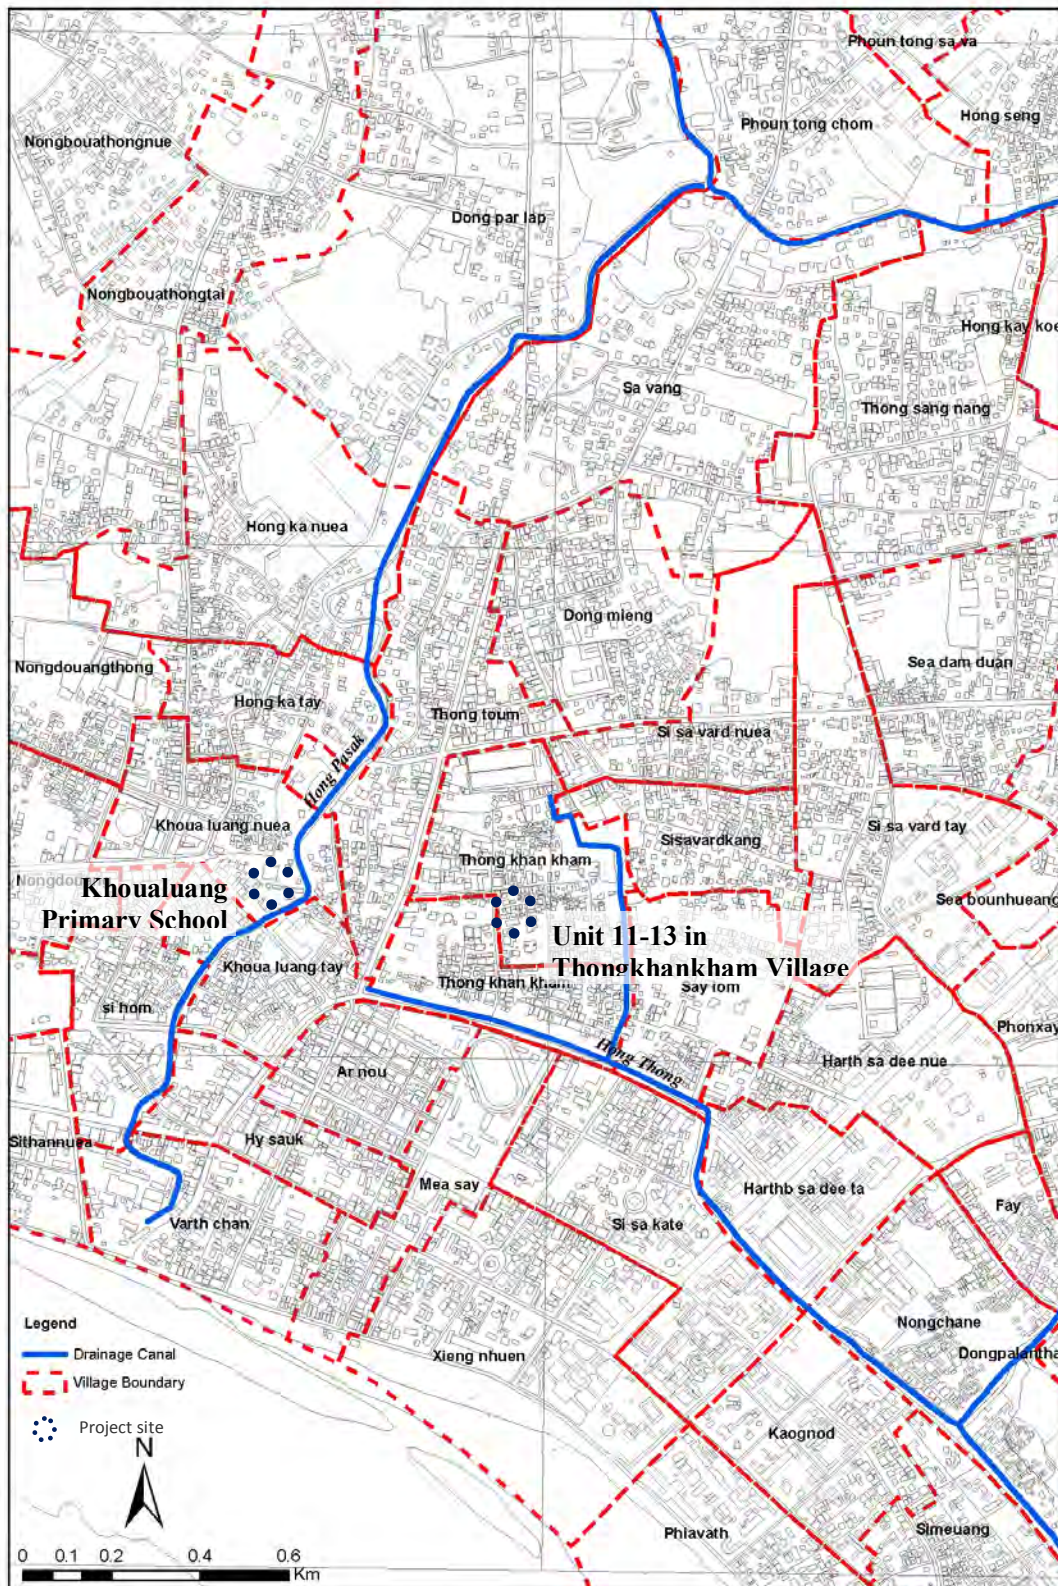 Phoun tong sa va
Hong seng
Phoun tong chom
Nongbouathongnue
Dong par lap
Nongbouathongtai
Hong kay koe
Sa vang
Thong sang nang
Hong ka nuea
Dong mieng
Nongdouangthong
Sea dam duan
Hong ka tay
Thong toum
Si sa vard nuea
Hong Pasak
Khoua luang nuea
Si sa vard tay
Sisavardkang
Thong khan kham
Nongdou
Khoualuang
Primary School
Sea bounhueang
Unit 11-13 in
Thongkhankham Village
Khoua luang tay
Thong khan kham
Say lom
si hom
Phonxay
Hong Thong
Harth sa dee nue
Ar nou
Sithannuea
Hy sauk
Mea say
Harthb sa dee ta
Fay
Varth chan
Si sa kate
Nongchane
Legend
Drainage Canal
Village Boundary
Project site
Xieng nhuen
Dongpalantha
Kaognod
N
Phiavath
Simeuang
0 0.1 0.2 0.4 0.6
Km